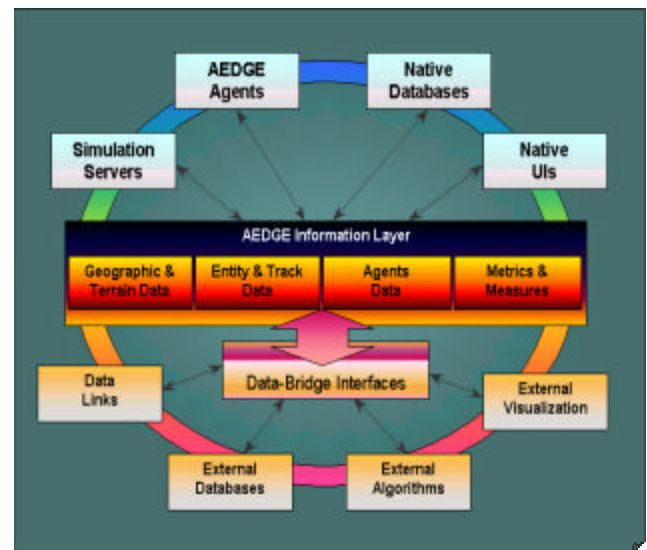 AEDGE
Agents
Native
Databases
Simulation
Servers
Native
UIs
AEDGE Information Layer
Geographic &
Terrain Data
Entity & Track
Data
Agents
Data
Metrics &
Measures
Data-Bridge Interfaces
Data
Links
External
Visualization
External
Databases
External
Algorithms